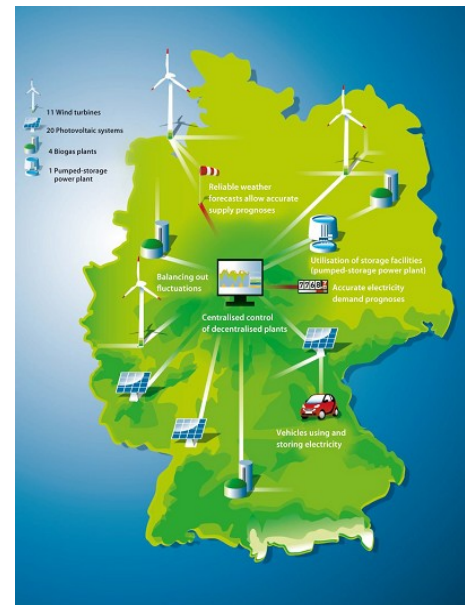 11 Wind turbines
20 Photovoltaic systems
4 Biogas plants
1 Pumped-storage
power plant
Reliable weather
forecasts allow accurate
supply prognoses
Utilisation of storage facilities
(pumped-storage power plant)
Balancing out
fluctuations
7768
Accurate electricity
demand prognoses
Centralised control
of decentralised plants
Vehicles using and
storing electricity